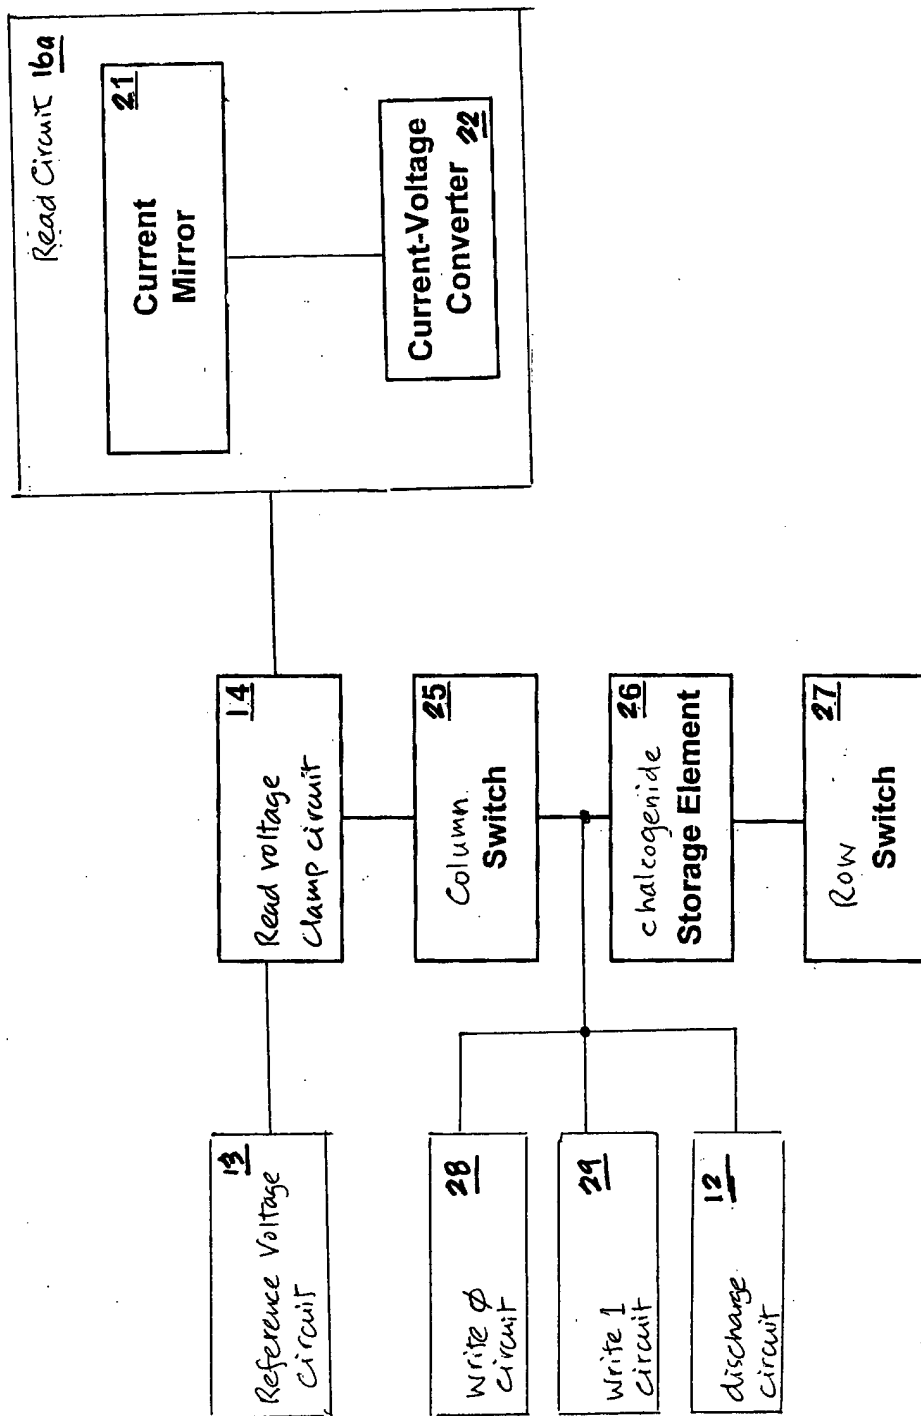 Read Circuit 16a
21
Current
Mirror
Current-Voltage
Converter 22
14
Read voltage
clamp circuit
25
Column
Switch
26
chalcogenide
Storage Element
27
Row
Switch
13
Reference Voltage
circuit
28
Write Ø
circuit
29
Write 1
circuit
12
discharge
circuit